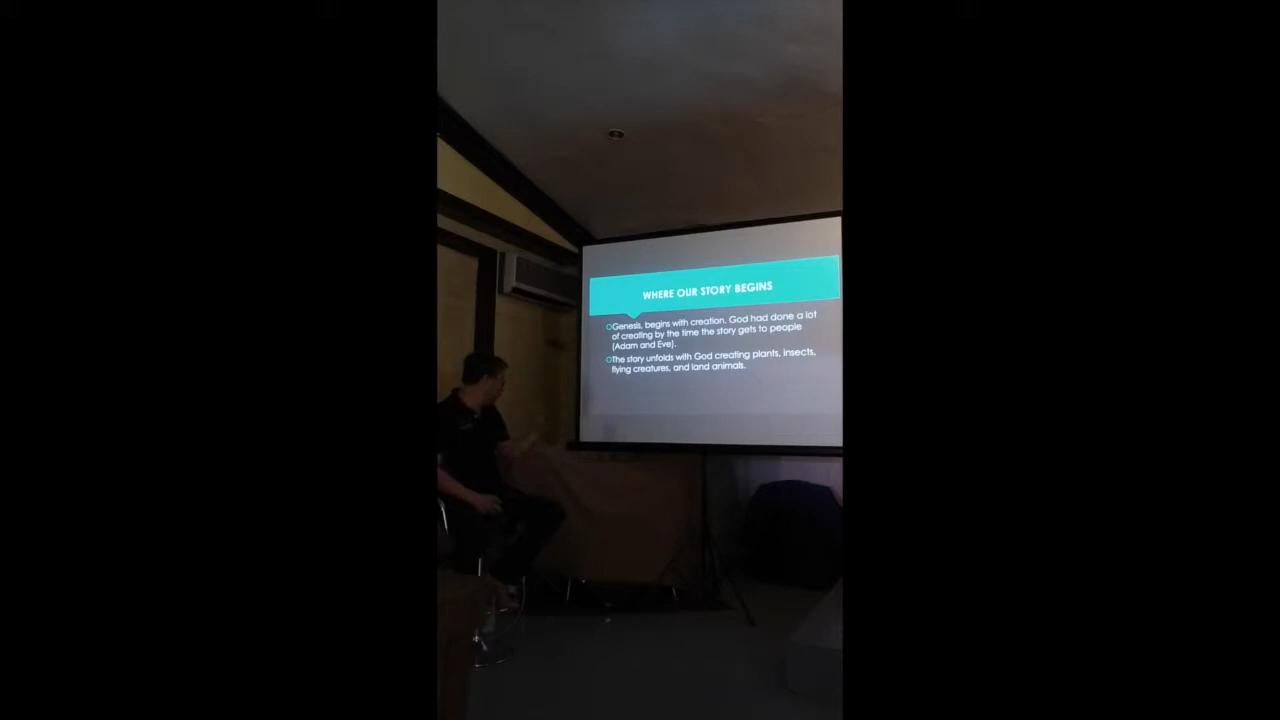 WHERE OUR STORY BEGINS
Genesis, begins with creation. God had done a lot
of creating by the time the story gets to people
(Adam and Eve).
The story unfolds with God creating plants, insects,
flying creatures, and land animals.